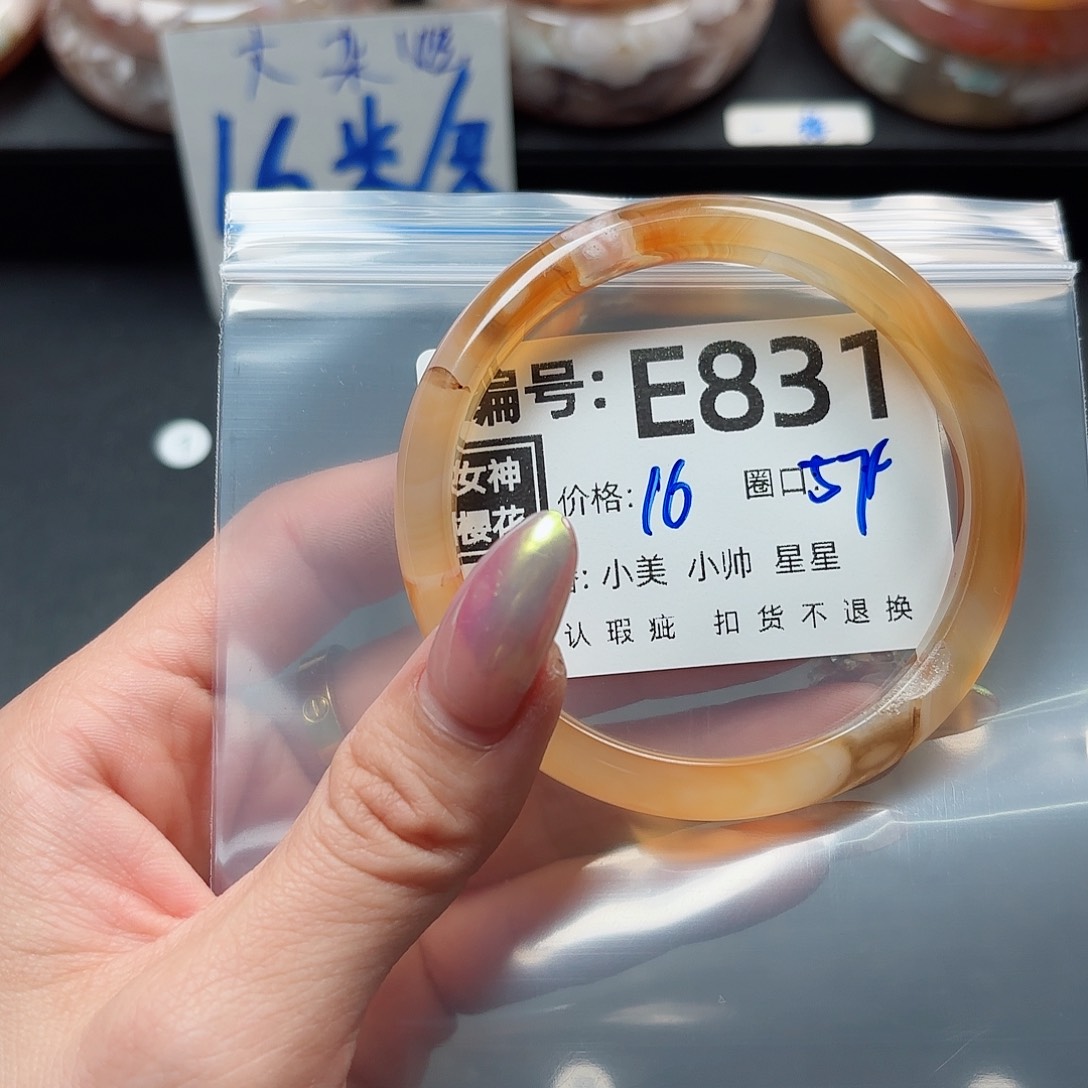 16米/条
编号: E831
女神
樱花
价格: 16 圈口: 57+
: 小美 小帅 星星
认瑕疵 扣货不退换